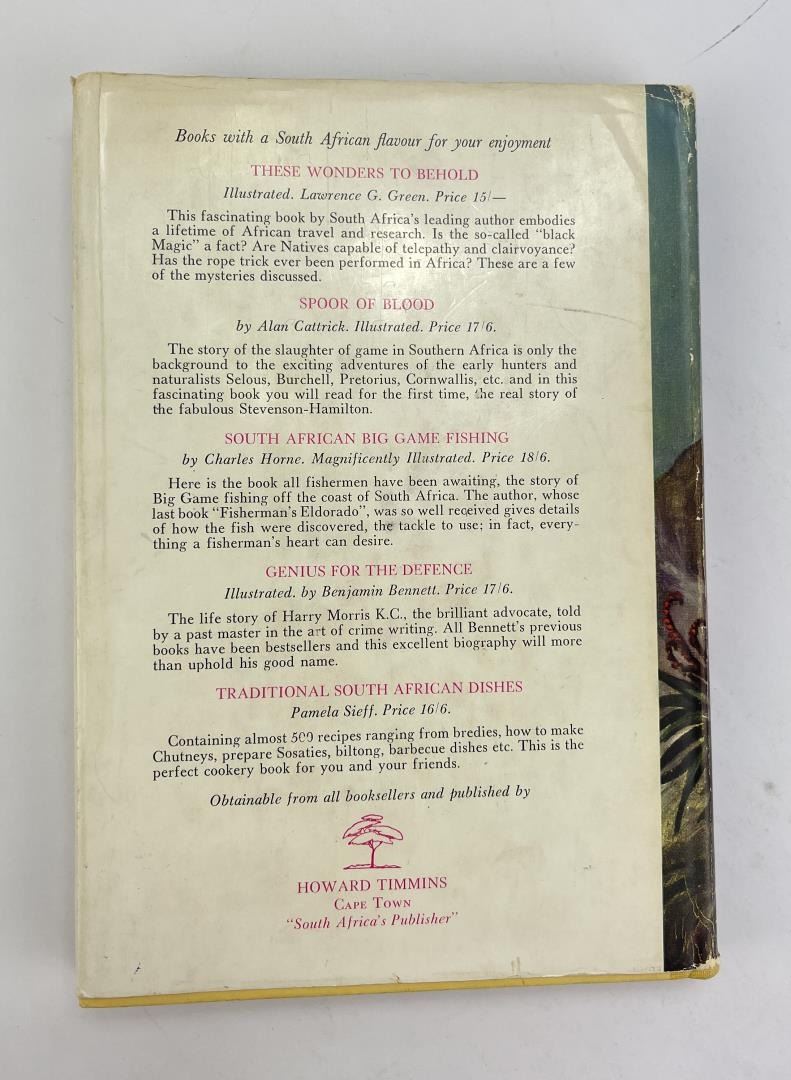 Books with a South African flavour for your enjoyment
THESE WONDERS TO BEHOLD
Illustrated. Lawrence G. Green. Price 15/—
This fascinating book by South Africa's leading author embodies
a lifetime of African travel and research. Is the so-called "black
Magic" a fact? Are Natives capable of telepathy and clairvoyance?
Has the rope trick ever been performed in Africa? These are a few
of the mysteries discussed.
SPOOR OF BLOOD
by Alan Cattrick. Illustrated. Price 17/6.
The story of the slaughter of game in Southern Africa is only the
background to the exciting adventures of the early hunters and
naturalists Selous, Burchell, Pretorius, Cornwallis, etc. and in this
fascinating book you will read for the first time, the real story of
the fabulous Stevenson-Hamilton.
SOUTH AFRICAN BIG GAME FISHING
by Charles Horne. Magnificently Illustrated. Price 18/6.
Here is the book all fishermen have been awaiting, the story of
Big Game fishing off the coast of South Africa. The author, whose
last book "Fisherman's Eldorado", was so well received gives details
of how the fish were discovered, the tackle to use; in fact, every-
thing a fisherman's heart can desire.
GENIUS FOR THE DEFENCE
Illustrated. by Benjamin Bennett. Price 17/6.
The life story of Harry Morris K.C., the brilliant advocate, told
by a past master in the art of crime writing. All Bennett's previous
books have been bestsellers and this excellent biography will more
than uphold his good name.
TRADITIONAL SOUTH AFRICAN DISHES
Pamela Sieff. Price 16/6.
Containing almost 500 recipes ranging from bredies, how to make
Chutneys, prepare Sosaties, biltong, barbecue dishes etc. This is the
perfect cookery book for you and your friends.
Obtainable from all booksellers and published by
HOWARD TIMMINS
CAPE TOWN
"South Africa's Publisher"